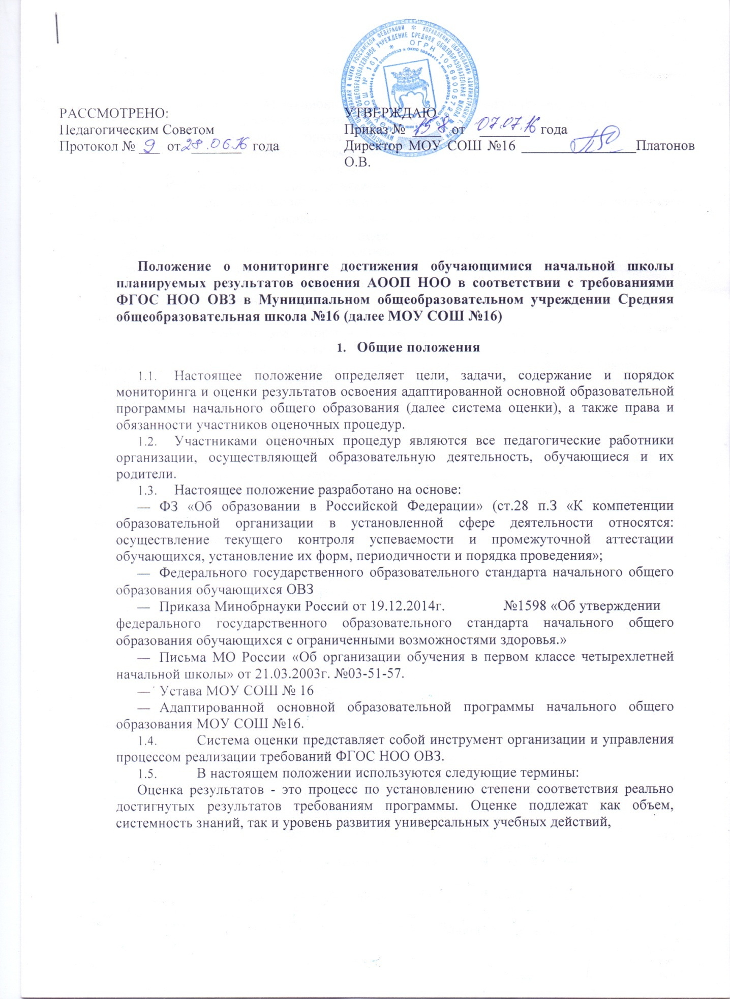 РАССМОТРЕНО:
Педагогическим Советом
Протокол № 9 от 28.06.16 года
УТВЕРЖДАЮ
Приказ № 158 от 07.07.16 года
Директор МОУ СОШ №16 Платонов
О.В.
Положение о мониторинге достижения обучающимися начальной школы
планируемых результатов освоения АООП НОО в соответствии с требованиями
ФГОС НОО ОВЗ в Муниципальном общеобразовательном учреждении Средняя
общеобразовательная школа №16 (далее МОУ СОШ №16)
1. Общие положения
1.1. Настоящее положение определяет цели, задачи, содержание и порядок
мониторинга и оценки результатов освоения адаптированной основной образовательной
программы начального общего образования (далее система оценки), а также права и
обязанности участников оценочных процедур.
1.2. Участниками оценочных процедур являются все педагогические работники
организации, осуществляющей образовательную деятельность, обучающиеся и их
родители.
1.3. Настоящее положение разработано на основе:
— ФЗ «Об образовании в Российской Федерации» (ст.28 п.З «К компетенции
образовательной организации в установленной сфере деятельности относятся:
осуществление текущего контроля успеваемости и промежуточной аттестации
обучающихся, установление их форм, периодичности и порядка проведения»;
— Федерального государственного образовательного стандарта начального общего
образования обучающихся ОВЗ
— Приказа Минобрнауки России от 19.12.2014г. №1598 «Об утверждении
федерального государственного образовательного стандарта начального общего
образования обучающихся с ограниченными возможностями здоровья.»
— Письма МО России «Об организации обучения в первом классе четырехлетней
начальной школы» от 21.03.2003г. №03-51-57.
— Устава МОУ СОШ № 16
— Адаптированной основной образовательной программы начального общего
образования МОУ СОШ №16.
1.4. Система оценки представляет собой инструмент организации и управления
процессом реализации требований ФГОС НОО ОВЗ.
1.5. В настоящем положении используются следующие термины:
Оценка результатов - это процесс по установлению степени соответствия реально
достигнутых результатов требованиям программы. Оценке подлежат как объем,
системность знаний, так и уровень развития универсальных учебных действий,